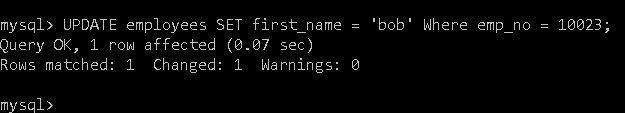 mysql> UPDATE employees SET first_name = 'bob' Where emp_no = 10023;
Query OK, 1 row affected (0.07 sec)
Rows matched: 1  Changed: 1  Warnings: 0
mysql>